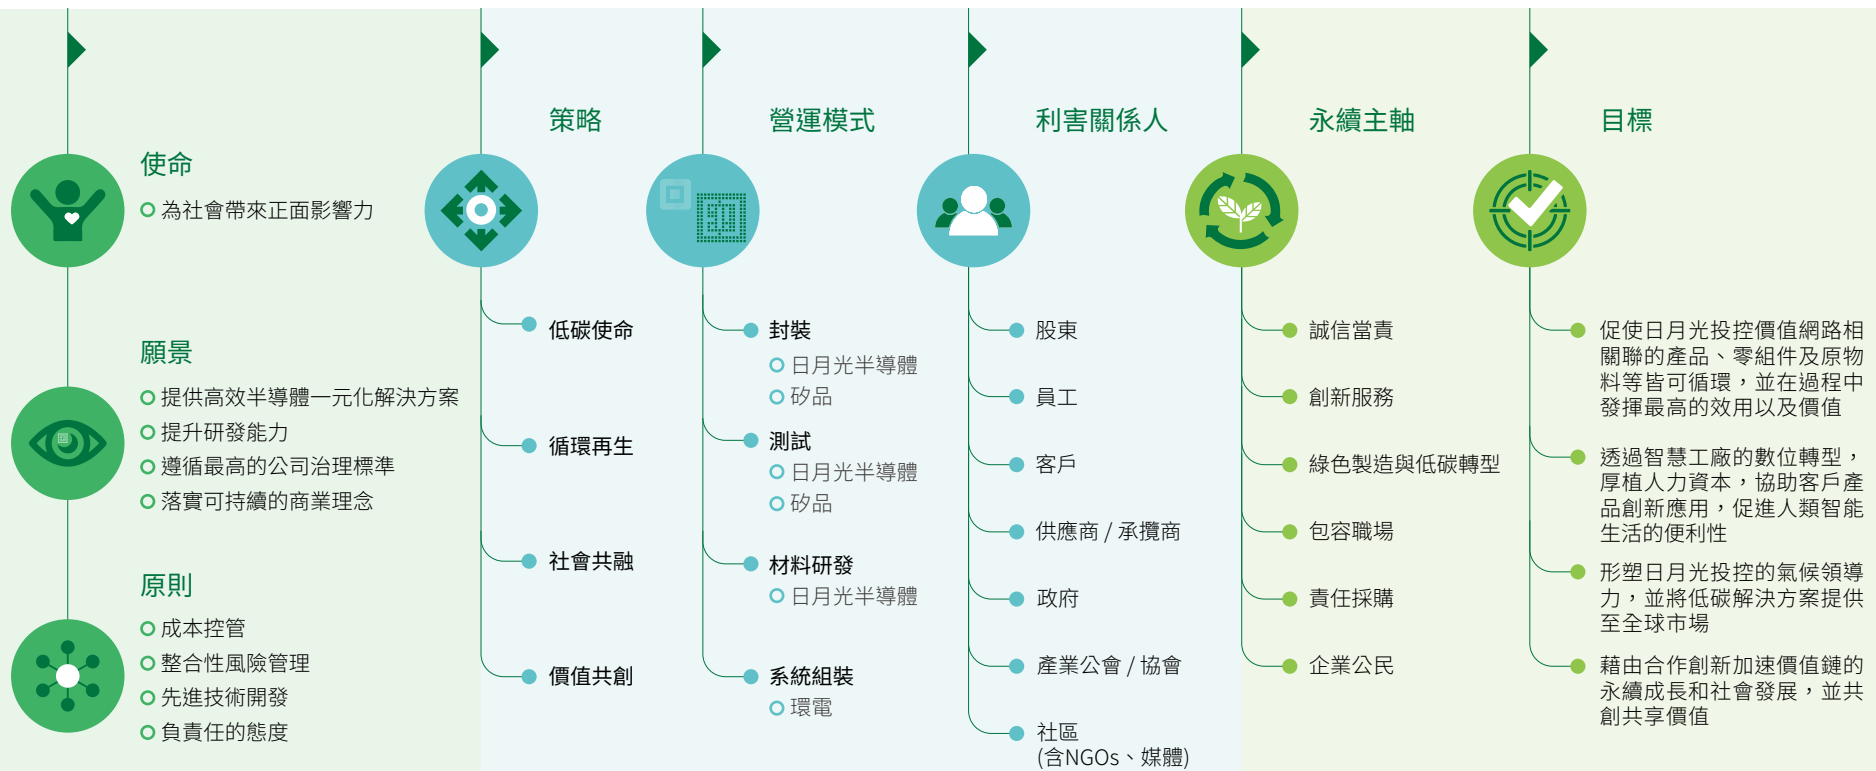 使命
為社會帶來正面影響力
願景
提供高效半導體一元化解決方案
提升研發能力
遵循最高的公司治理標準
落實可持續的商業理念
原則
成本控管
整合性風險管理
先進技術開發
負責任的態度
策略
低碳使命
循環再生
社會共融
價值共創
營運模式
封裝
日月光半導體
矽品
測試
日月光半導體
矽品
材料研發
日月光半導體
系統組裝
環電
利害關係人
股東
員工
客戶
供應商 / 承攬商
政府
產業公會 / 協會
社區
(含NGOs、媒體)
永續主軸
誠信當責
創新服務
綠色製造與低碳轉型
包容職場
責任採購
企業公民
目標
促使日月光投控價值網路相
關聯的產品、零組件及原物
料等皆可循環，並在過程中
發揮最高的效用以及價值
透過智慧工廠的數位轉型，
厚植人力資本，協助客戶產
品創新應用，促進人類智能
生活的便利性
形塑日月光投控的氣候領導
力，並將低碳解決方案提供
至全球市場
藉由合作創新加速價值鏈的
永續成長和社會發展，並共
創共享價值